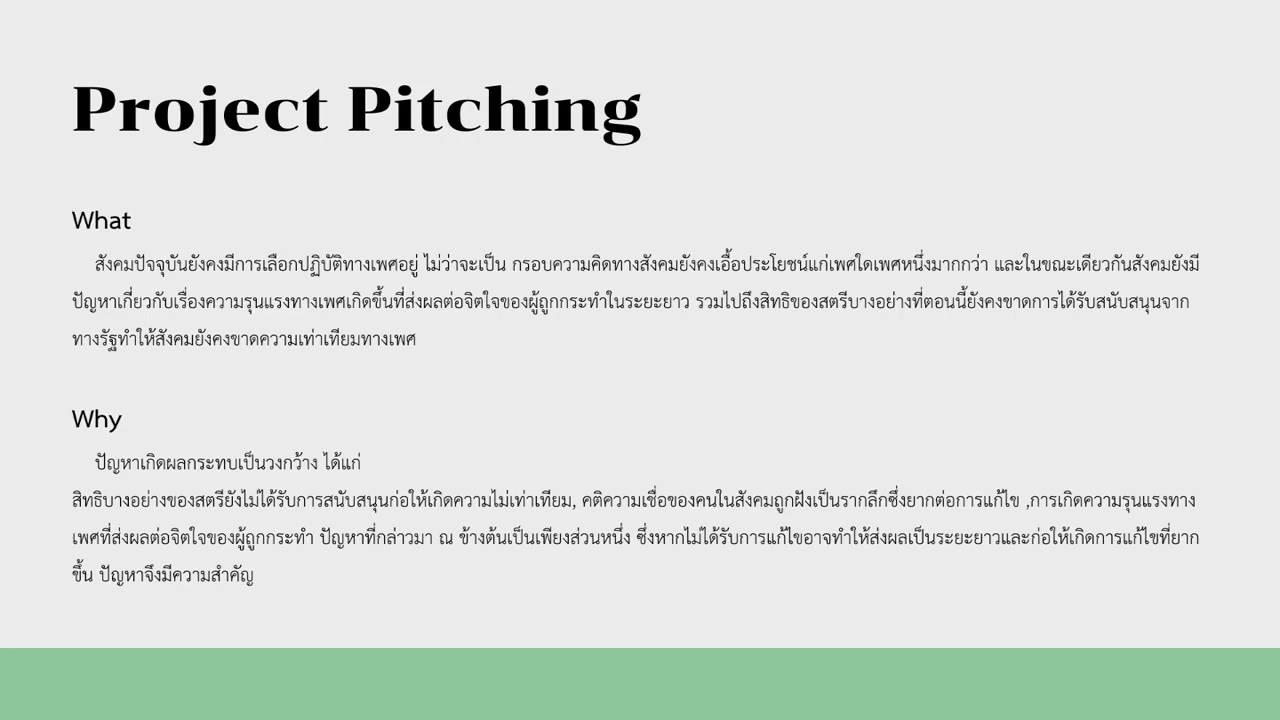 Project Pitching
What
สังคมปัจจุบันยังคงมีการเลือกปฏิบัติทางเพศอยู่ ไม่ว่าจะเป็น กรอบความคิดทางสังคมยังคงเอื้อประโยชน์แก่เพศใดเพศหนึ่งมากกว่า และในขณะเดียวกันสังคมยังมี
ปัญหาเกี่ยวกับเรื่องความรุนแรงทางเพศเกิดขึ้นที่ส่งผลต่อจิตใจของผู้ถูกกระทำในระยะยาว รวมไปถึงสิทธิของสตรีบางอย่างที่ตอนนี้ยังคงขาดการได้รับสนับสนุนจาก
ทางรัฐทำให้สังคมยังคงขาดความเท่าเทียมทางเพศ
Why
ปัญหาเกิดผลกระทบเป็นวงกว้าง ได้แก่
สิทธิบางอย่างของสตรียังไม่ได้รับการสนับสนุนก่อให้เกิดความไม่เท่าเทียม, คติความเชื่อของคนในสังคมถูกฝังเป็นรากลึกซึ่งยากต่อการแก้ไข ,การเกิดความรุนแรงทาง
เพศที่ส่งผลต่อจิตใจของผู้ถูกกระทำ ปัญหาที่กล่าวมา ณ ข้างต้นเป็นเพียงส่วนหนึ่ง ซึ่งหากไม่ได้รับการแก้ไขอาจทำให้ส่งผลเป็นระยะยาวและก่อให้เกิดการแก้ไขที่ยาก
ขึ้น ปัญหาจึงมีความสำคัญ